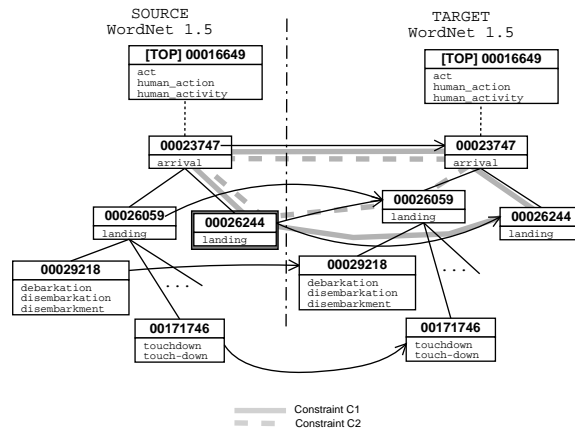 SOURCE
WordNet 1.5
TARGET
WordNet 1.5
[TOP] 00016649
act
human_action
human_activity
[TOP] 00016649
act
human_action
human_activity
00023747
arrival
00023747
arrival
00026059
landing
00026244
landing
00026059
landing
00026244
landing
00029218
debarkation
disembarkation
disembarkment
. . .
00029218
debarkation
disembarkation
disembarkment
. . .
00171746
touchdown
touch-down
00171746
touchdown
touch-down
Constraint C1
Constraint C2